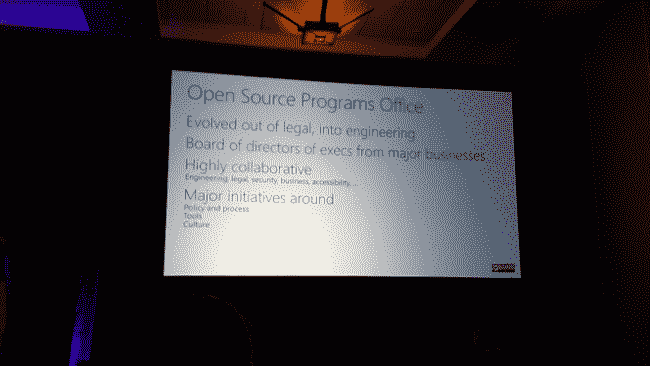 Open Source Programs Office
Evolved out of legal, into engineering
Board of directors of execs from major businesses
Highly collaborative
Engineering, legal, security, business, accessibility...
Major initiatives around
Policy and process
Tools
Culture